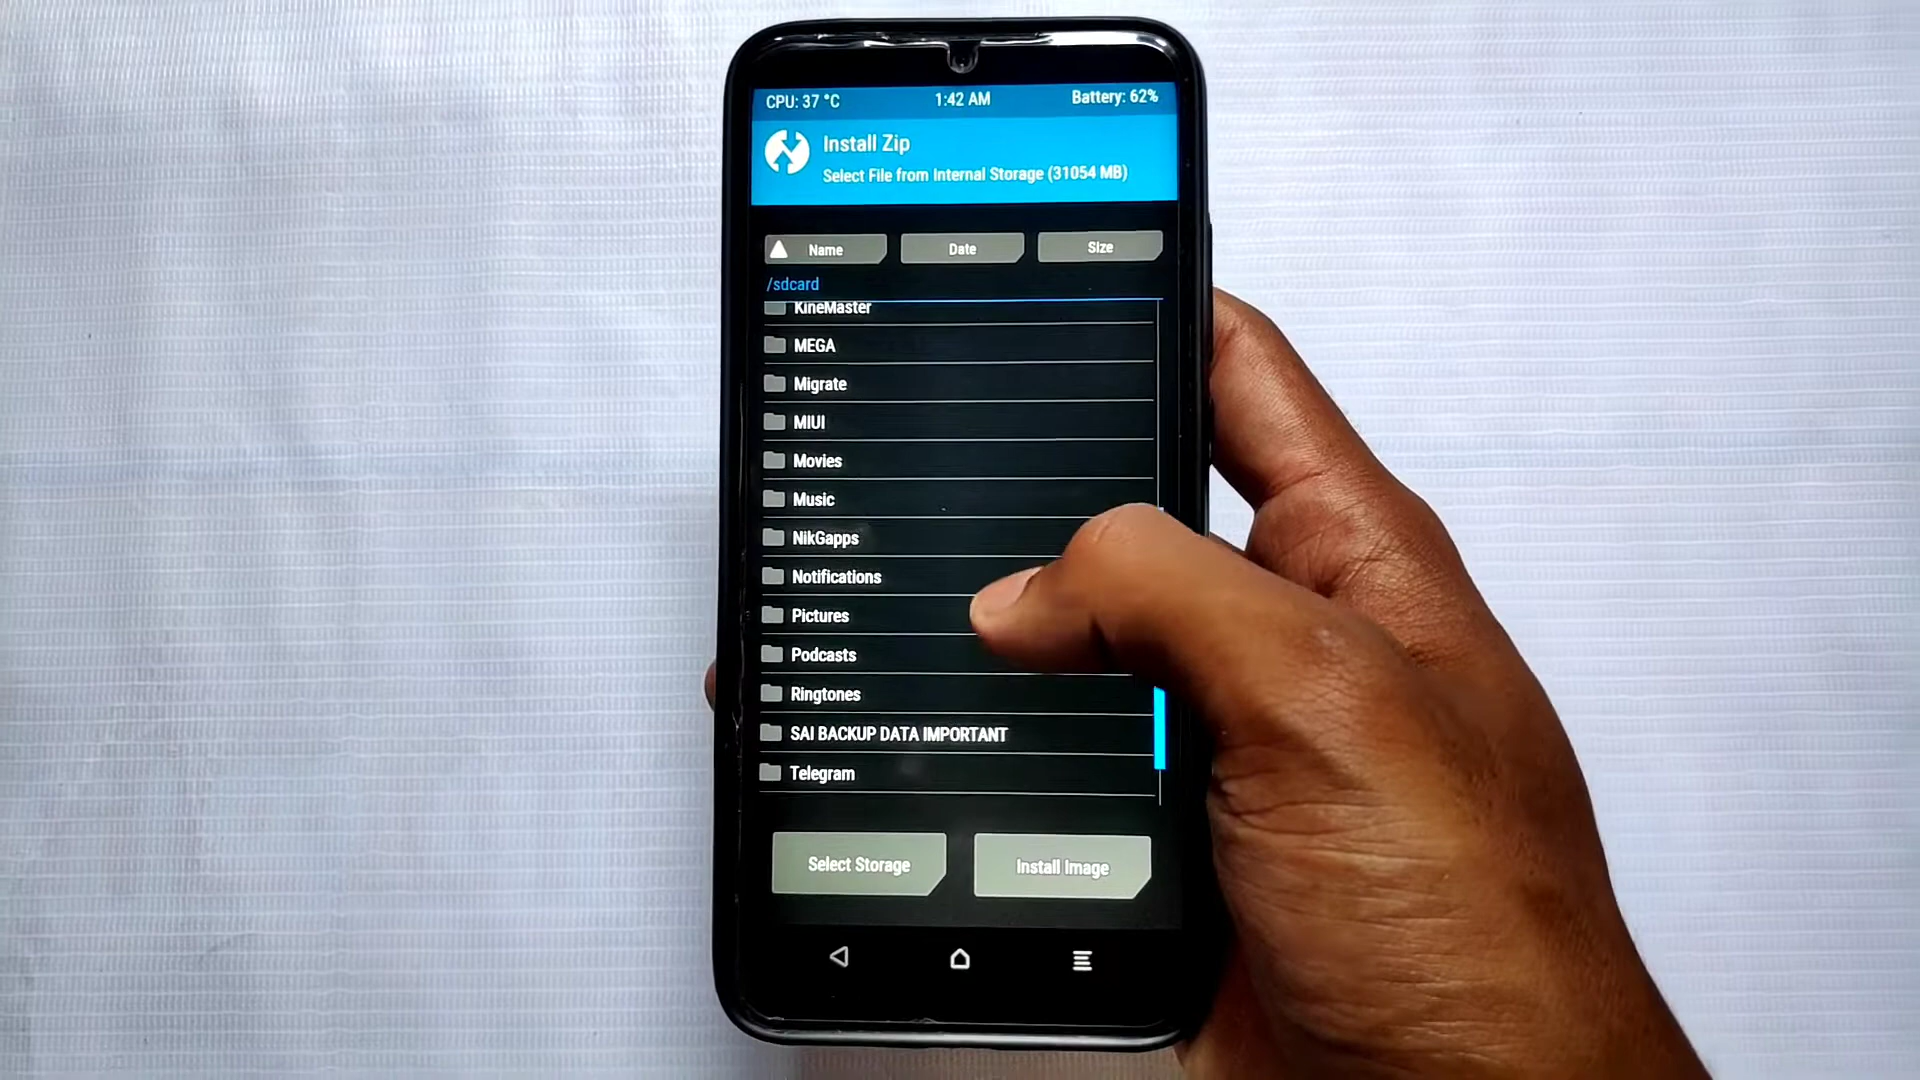 CPU: 37 °C 1:42 AM Battery: 62%
Install Zip
Select File from Internal Storage (31054 MB)
Name Date Size
/sdcard
KineMaster
MEGA
Migrate
MIUI
Movies
Music
NikGapps
Notifications
Pictures
Podcasts
Ringtones
SAI BACKUP DATA IMPORTANT
Telegram
Select Storage Install Image